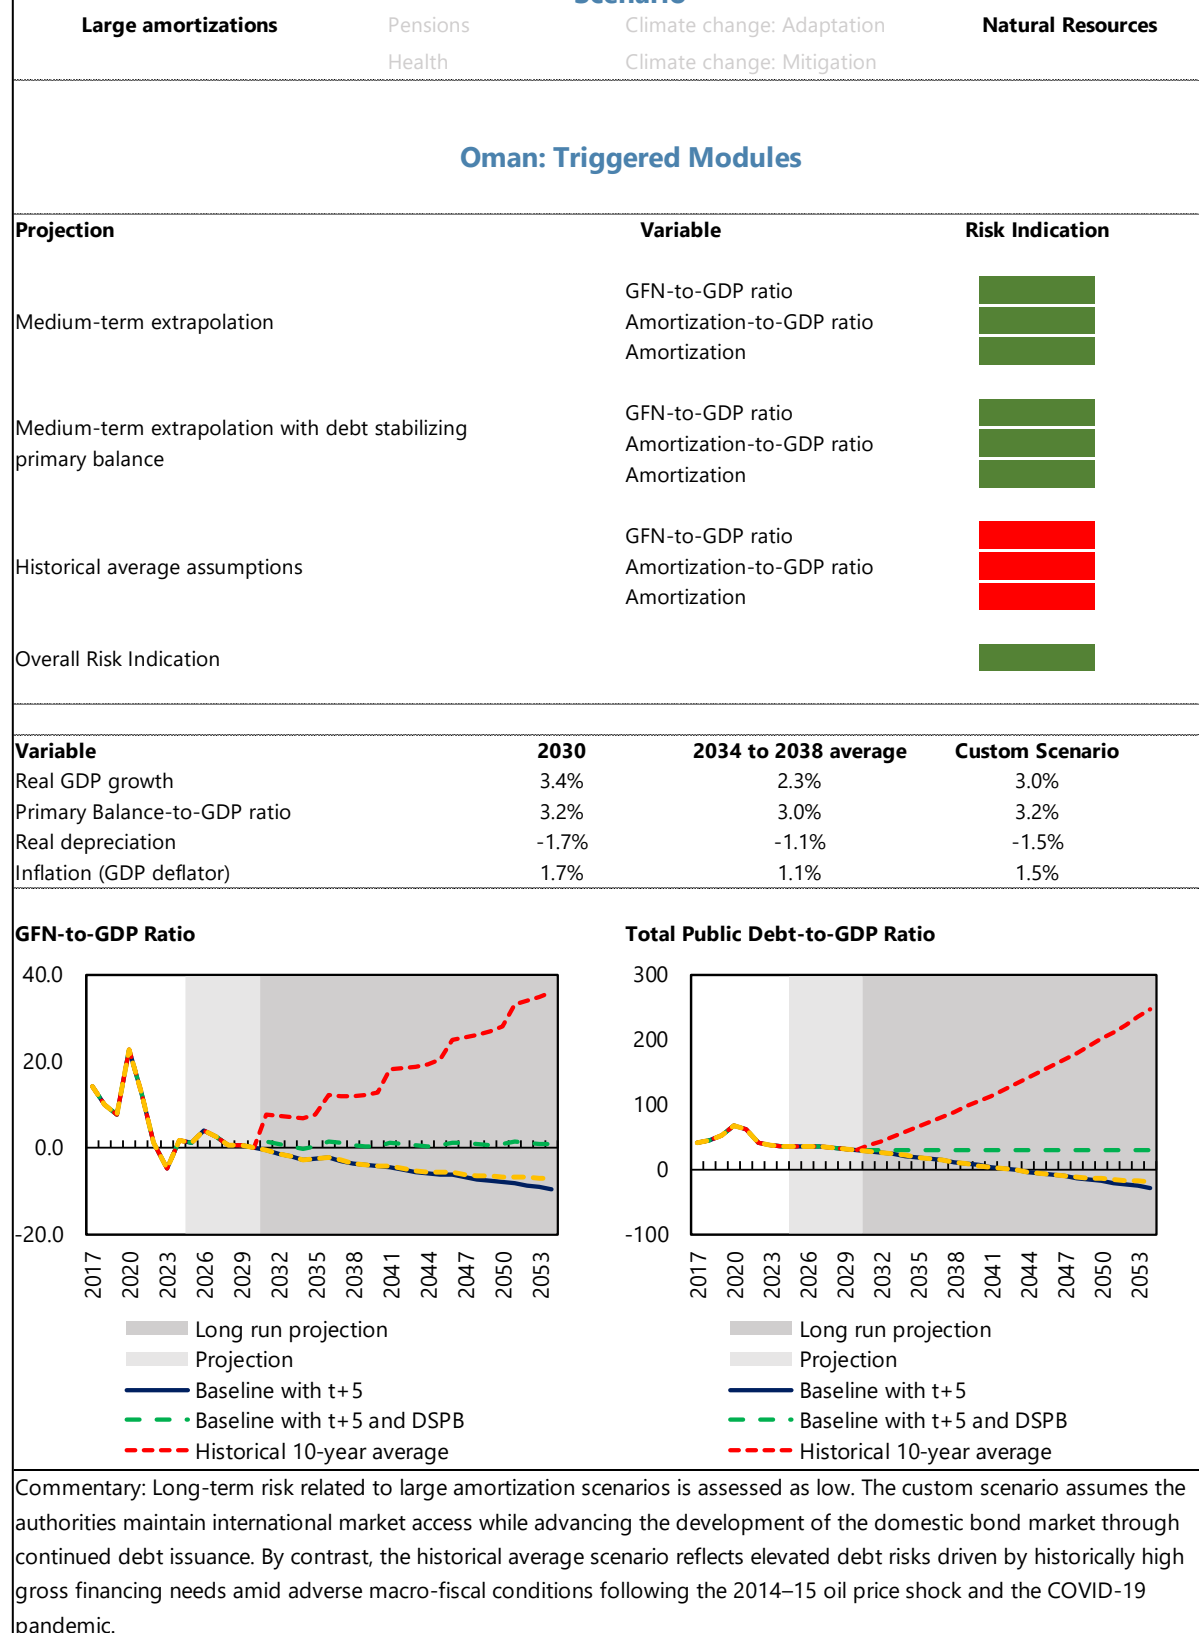 Scenario
Large amortizations Pensions Climate change: Adaptation Natural Resources
Health Climate change: Mitigation
Oman: Triggered Modules
Projection Variable Risk Indication
GFN-to-GDP ratio
Medium-term extrapolation Amortization-to-GDP ratio
Amortization
GFN-to-GDP ratio
Medium-term extrapolation with debt stabilizing
primary balance
Amortization-to-GDP ratio
Amortization
GFN-to-GDP ratio
Historical average assumptions Amortization-to-GDP ratio
Amortization
Overall Risk Indication
Variable 2030 2034 to 2038 average Custom Scenario
Real GDP growth 3.4% 2.3% 3.0%
Primary Balance-to-GDP ratio 3.2% 3.0% 3.2%
Real depreciation -1.7% -1.1% -1.5%
Inflation (GDP deflator) 1.7% 1.1% 1.5%
GFN-to-GDP Ratio
40.0
20.0
0.0
-20.0
2017 2020 2023 2026 2029 2032 2035 2038 2041 2044 2047 2050 2053
Long run projection
Projection
Baseline with t+5
Baseline with t+5 and DSPB
Historical 10-year average
Total Public Debt-to-GDP Ratio
300
200
100
0
-100
2017 2020 2023 2026 2029 2032 2035 2038 2041 2044 2047 2050 2053
Long run projection
Projection
Baseline with t+5
Baseline with t+5 and DSPB
Historical 10-year average
Commentary: Long-term risk related to large amortization scenarios is assessed as low. The custom scenario assumes the
authorities maintain international market access while advancing the development of the domestic bond market through
continued debt issuance. By contrast, the historical average scenario reflects elevated debt risks driven by historically high
gross financing needs amid adverse macro-fiscal conditions following the 2014–15 oil price shock and the COVID-19
pandemic.